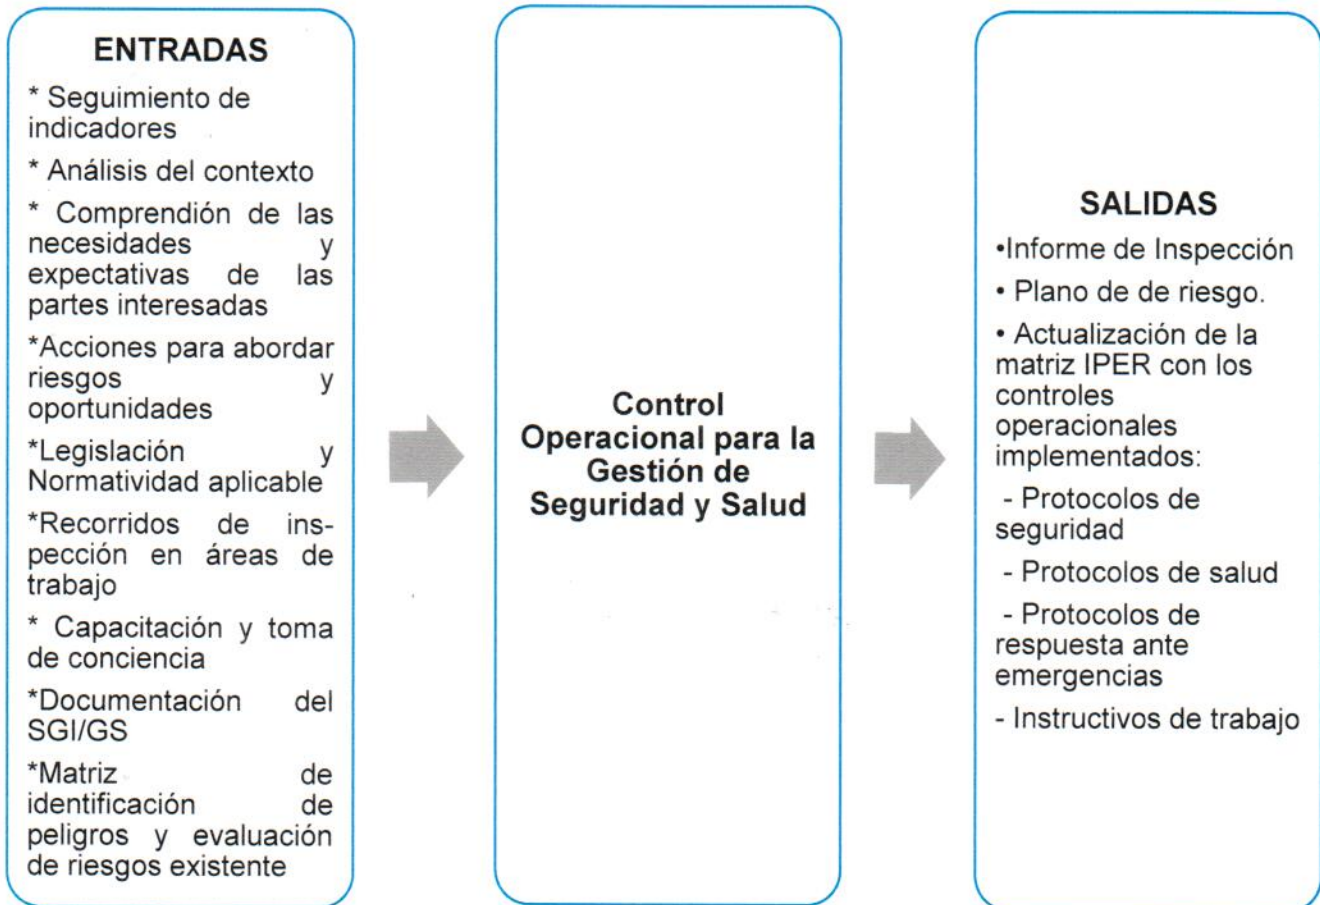 ENTRADAS
* Seguimiento de
indicadores
* Análisis del contexto
* Comprendión de las
necesidades y
expectativas de las
partes interesadas
*Acciones para abordar
riesgos y
oportunidades
*Legislación y
Normatividad aplicable
*Recorridos de ins-
pección en áreas de
trabajo
* Capacitación y toma
de conciencia
*Documentación del
SGI/GS
*Matriz de
identificación de
peligros y evaluación
de riesgos existente
Control
Operacional para la
Gestión de
Seguridad y Salud
SALIDAS
•Informe de Inspección
• Plano de de riesgo.
• Actualización de la
matriz IPER con los
controles
operacionales
implementados:
- Protocolos de
seguridad
- Protocolos de salud
- Protocolos de
respuesta ante
emergencias
- Instructivos de trabajo